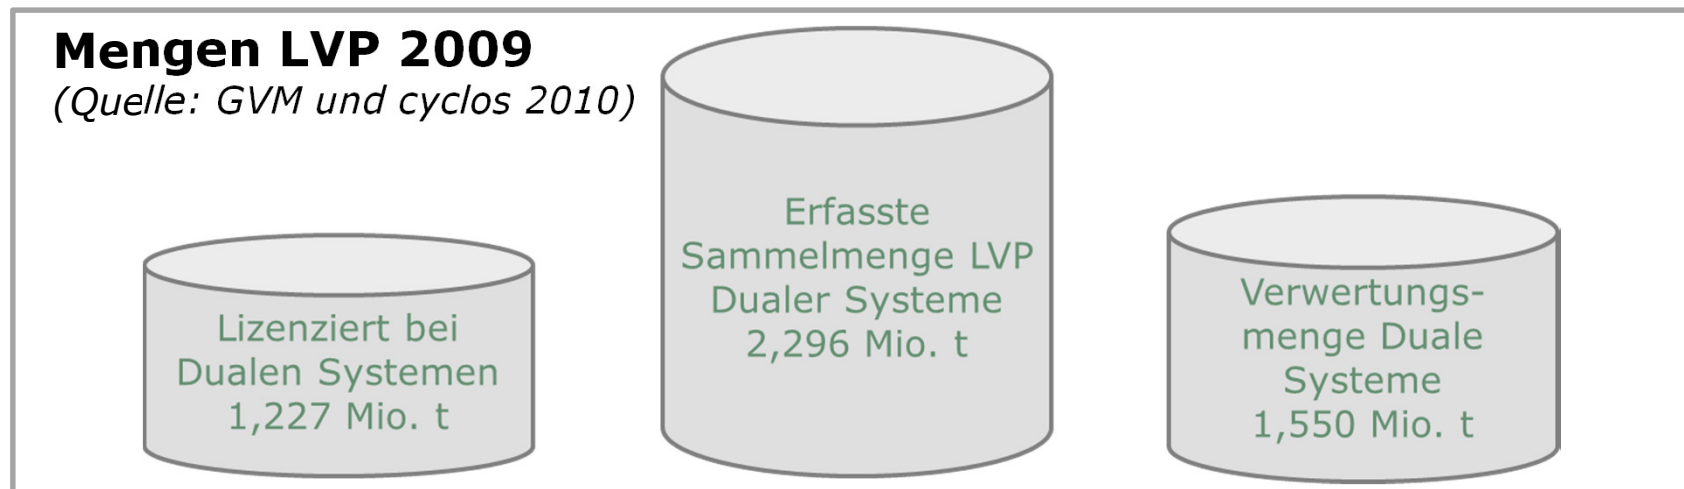 Mengen LVP 2009
(Quelle: GVM und cyclos 2010)
Lizenziert bei
Dualen Systemen
1,227 Mio. t
Erfasste
Sammelmenge LVP
Dualer Systeme
2,296 Mio. t
Verwertungs-
menge Duale
Systeme
1,550 Mio. t